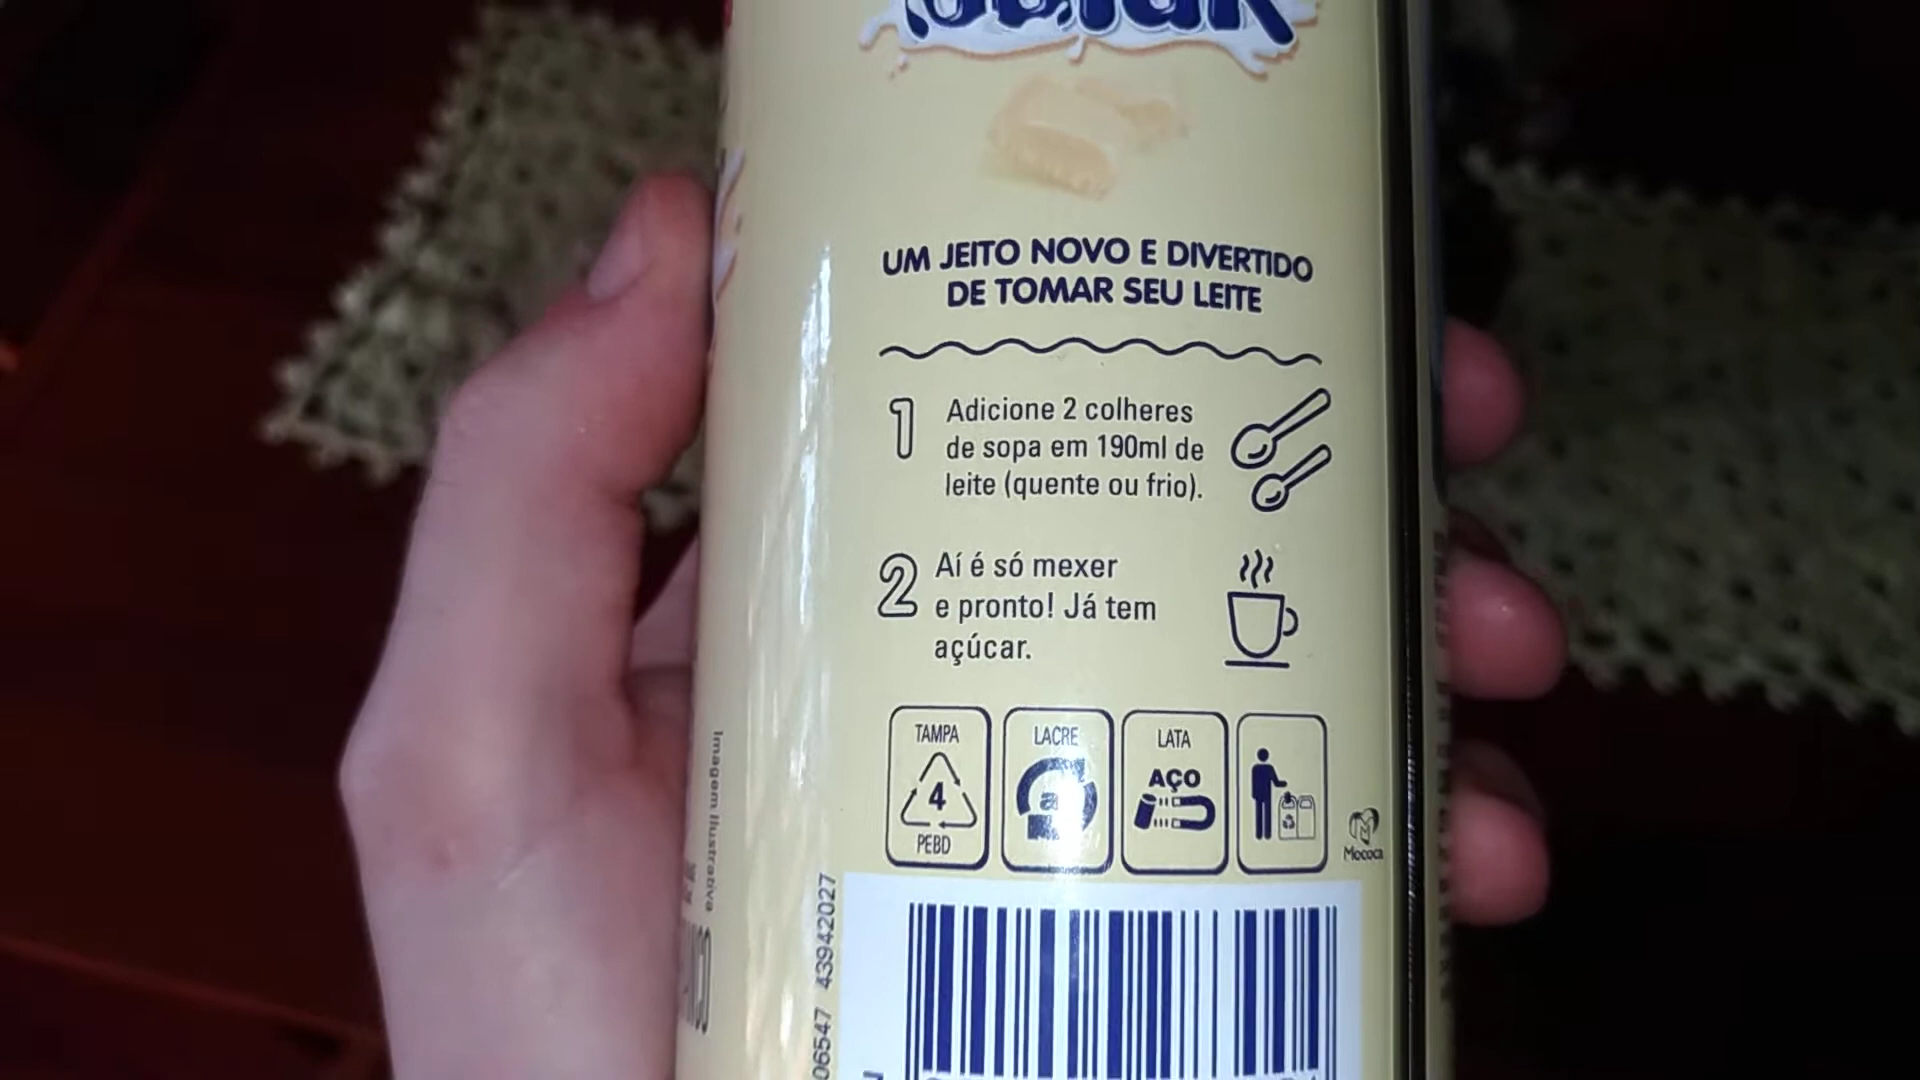 UM JEITO NOVO E DIVERTIDO
DE TOMAR SEU LEITE
1
Adicione 2 colheres
de sopa em 190ml de
leite (quente ou frio).
2
Aí é só mexer
e pronto! Já tem
açúcar.
TAMPA
4
PEBD
LACRE
al
LATA
AÇO
Mococa
Imagem Ilustrativa
06547 43942027